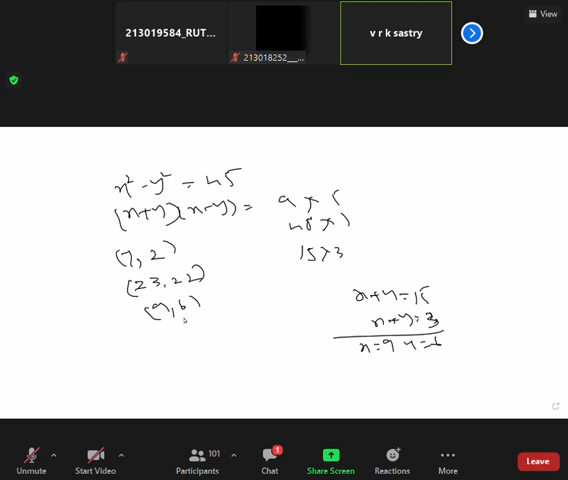 View
213019584_RUT...
213018252__...
v r k sastry
x² - y² = 45
(x+y)(x-y) =
9 × 5
45 × 1
15 × 3
(7, 2)
(23, 22)
(9, 6)
x+y = 15
x+y = 3
x = 9 y = 6
Unmute
Start Video
101
Participants
1
Chat
Share Screen
Reactions
More
Leave